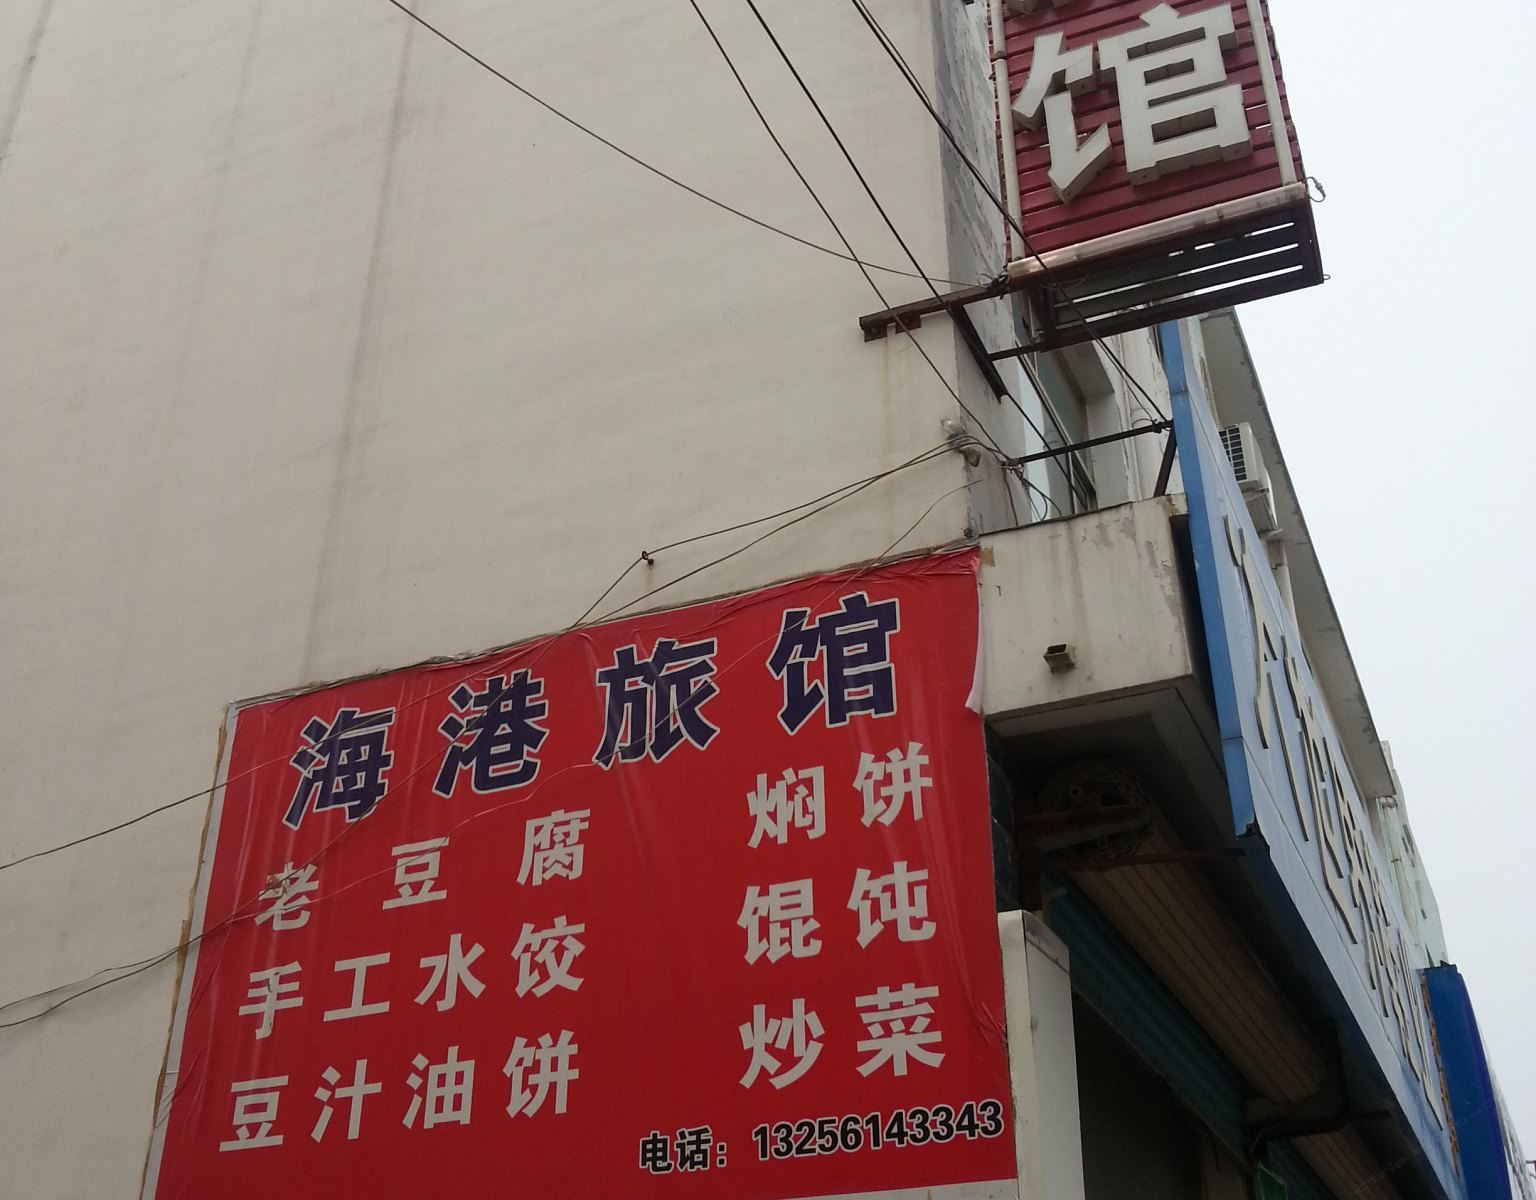 馆
海港旅馆
老豆腐 焖饼
手工水饺 馄饨
豆汁油饼 炒菜
电话：13256143343